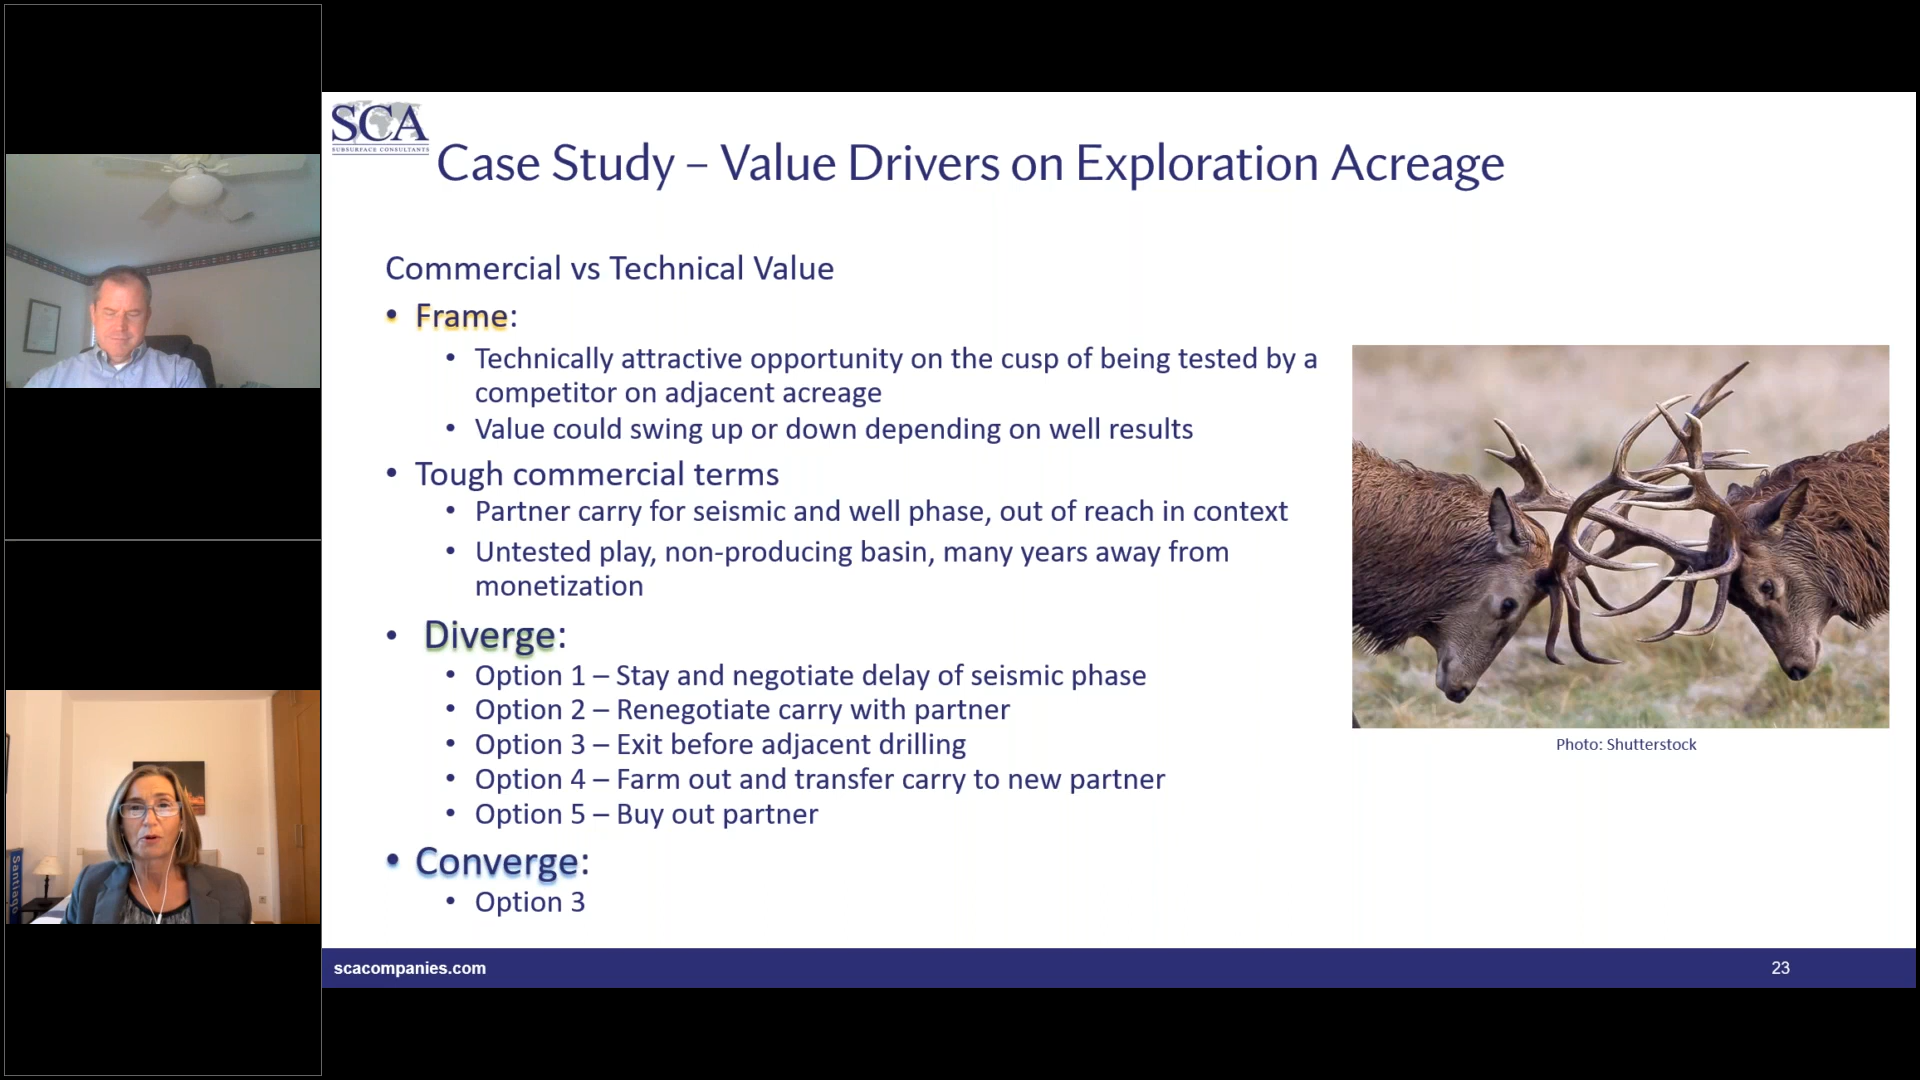 SCA
SUBSURFACE CONSULTANTS
Case Study – Value Drivers on Exploration Acreage
Commercial vs Technical Value
• Frame:
• Technically attractive opportunity on the cusp of being tested by a
competitor on adjacent acreage
• Value could swing up or down depending on well results
• Tough commercial terms
• Partner carry for seismic and well phase, out of reach in context
• Untested play, non-producing basin, many years away from
monetization
• Diverge:
• Option 1 – Stay and negotiate delay of seismic phase
• Option 2 – Renegotiate carry with partner
• Option 3 – Exit before adjacent drilling
• Option 4 – Farm out and transfer carry to new partner
• Option 5 – Buy out partner
• Converge:
• Option 3
Photo: Shutterstock
scacompanies.com
23
Santiago